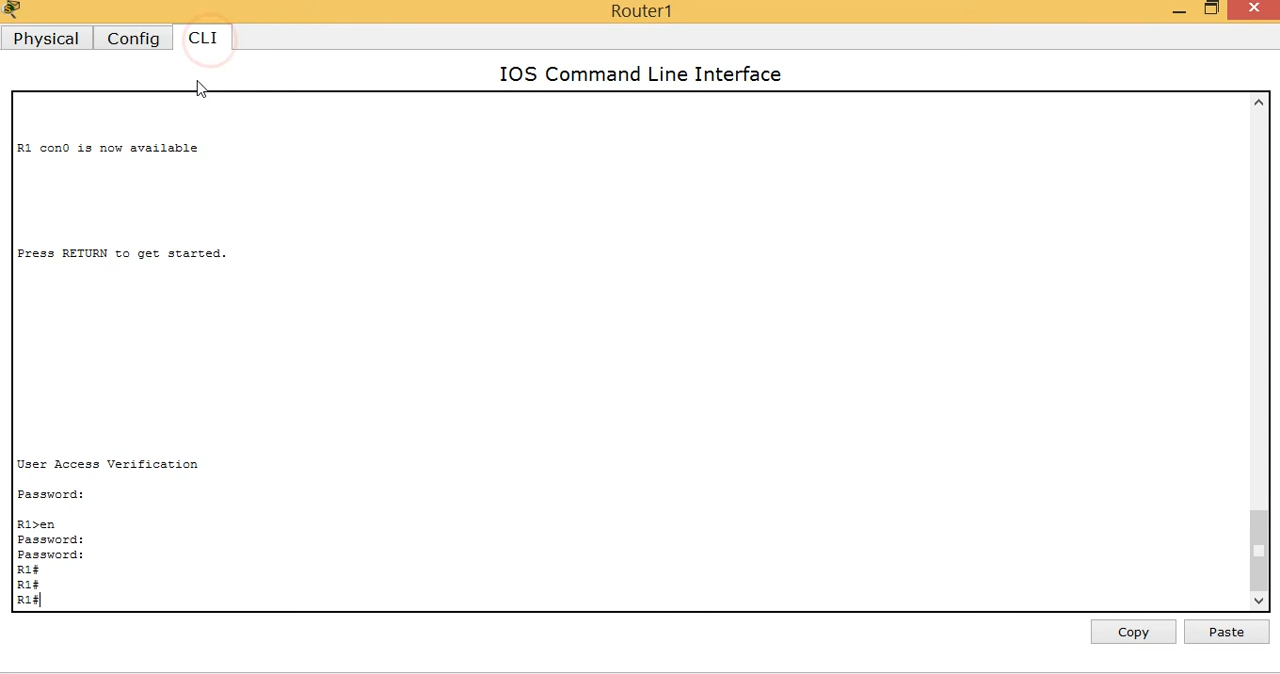 Router1
Physical
Config
CLI
IOS Command Line Interface
R1 con0 is now available
Press RETURN to get started.
User Access Verification
Password:
R1>en
Password:
Password:
R1#
R1#
R1#
Copy
Paste